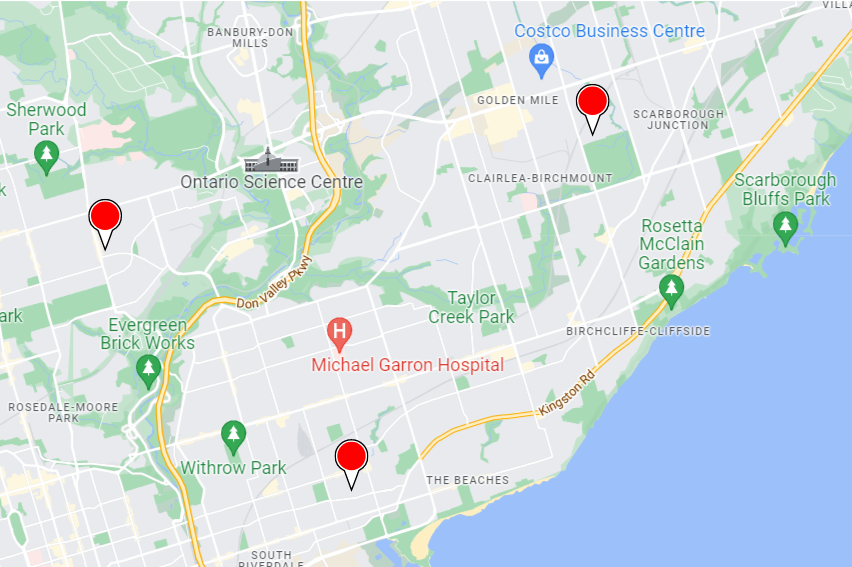 VILLA
BANBURY-DON
MILLS
Costco Business Centre
Sherwood
Park
GOLDEN MILE
SCARBOROUGH
JUNCTION
k
Ontario Science Centre
CLAIRLEA-BIRCHMOUNT
Scarborough
Bluffs Park
Rosetta
McClain
Gardens
Don Valley Pkwy
Taylor
Creek Park
ark
Evergreen
Brick Works
H
BIRCHCLIFFE-CLIFFSIDE
Michael Garron Hospital
Kingston Rd
ROSEDALE-MOORE
PARK
Withrow Park
THE BEACHES
SOUTH
RIVERDALE